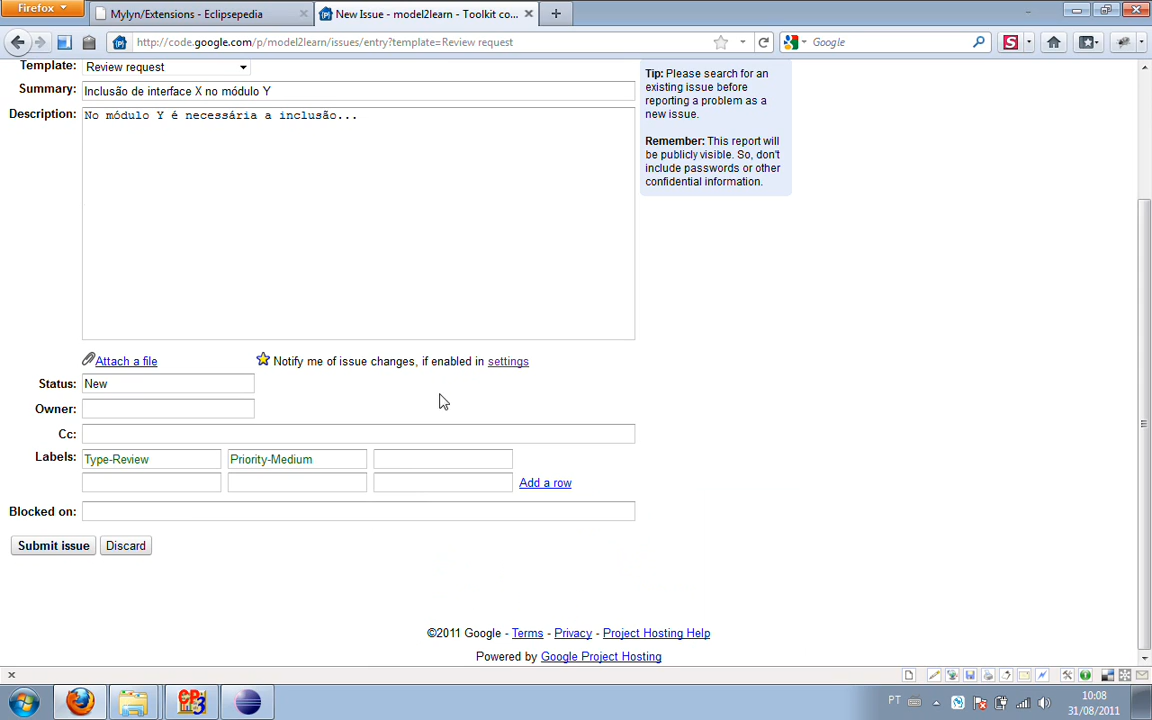 Firefox
Mylyn/Extensions - Eclipsepedia
New Issue - model2learn - Toolkit co...
http://code.google.com/p/model2learn/issues/entry?template=Review request
Google
Template: Review request
Summary: Inclusão de interface X no módulo Y
Description: No módulo Y é necessária a inclusão...
Tip: Please search for an
existing issue before
reporting a problem as a
new issue.
Remember: This report will
be publicly visible. So, don't
include passwords or other
confidential information.
Attach a file
Notify me of issue changes, if enabled in settings
Status: New
Owner:
Cc:
Labels: Type-Review Priority-Medium
Add a row
Blocked on:
Submit issue Discard
©2011 Google - Terms - Privacy - Project Hosting Help
Powered by Google Project Hosting
PT
10:08
31/08/2011